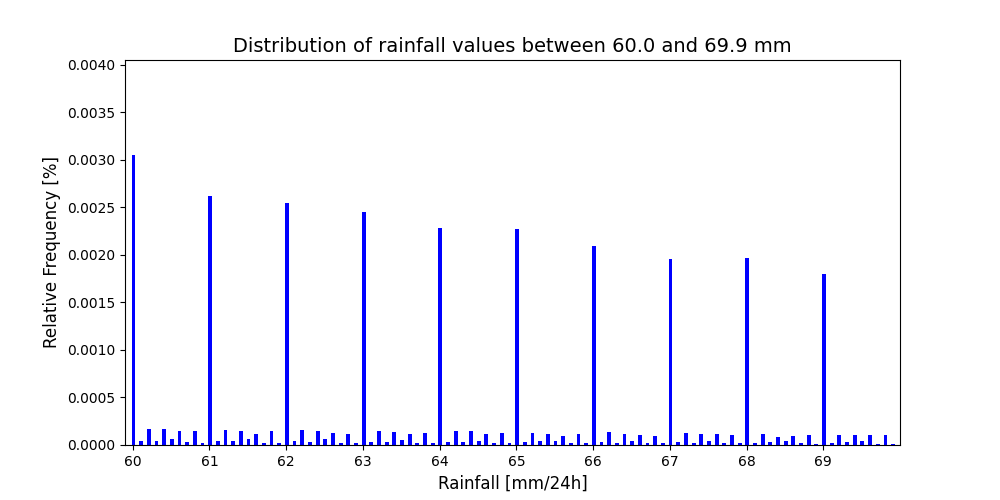 Distribution of rainfall values between 60.0 and 69.9 mm
0.0040
0.0035
0.0030
0.0025
0.0020
0.0015
0.0010
0.0005
0.0000
Relative Frequency [%]
60 61 62 63 64 65 66 67 68 69
Rainfall [mm/24h]